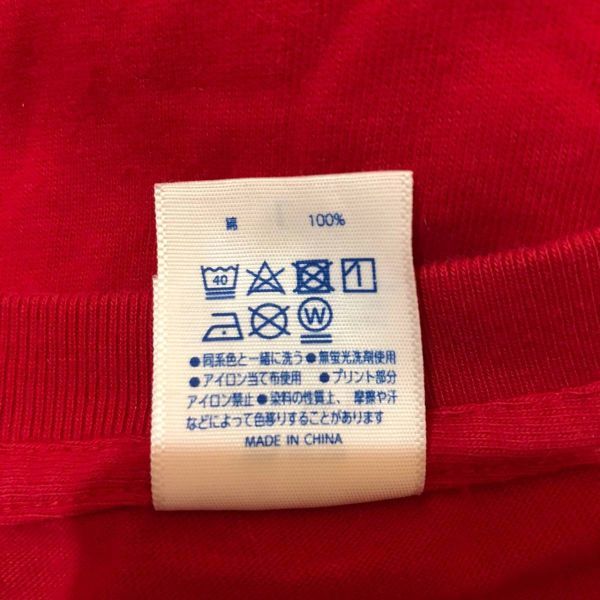 綿 100%
40
W
●同系色と一緒に洗う●無蛍光洗剤使用
●アイロン当て布使用 ●プリント部分
アイロン禁止●染料の性質上、摩擦や汗
などによって色移りすることがあります
MADE IN CHINA